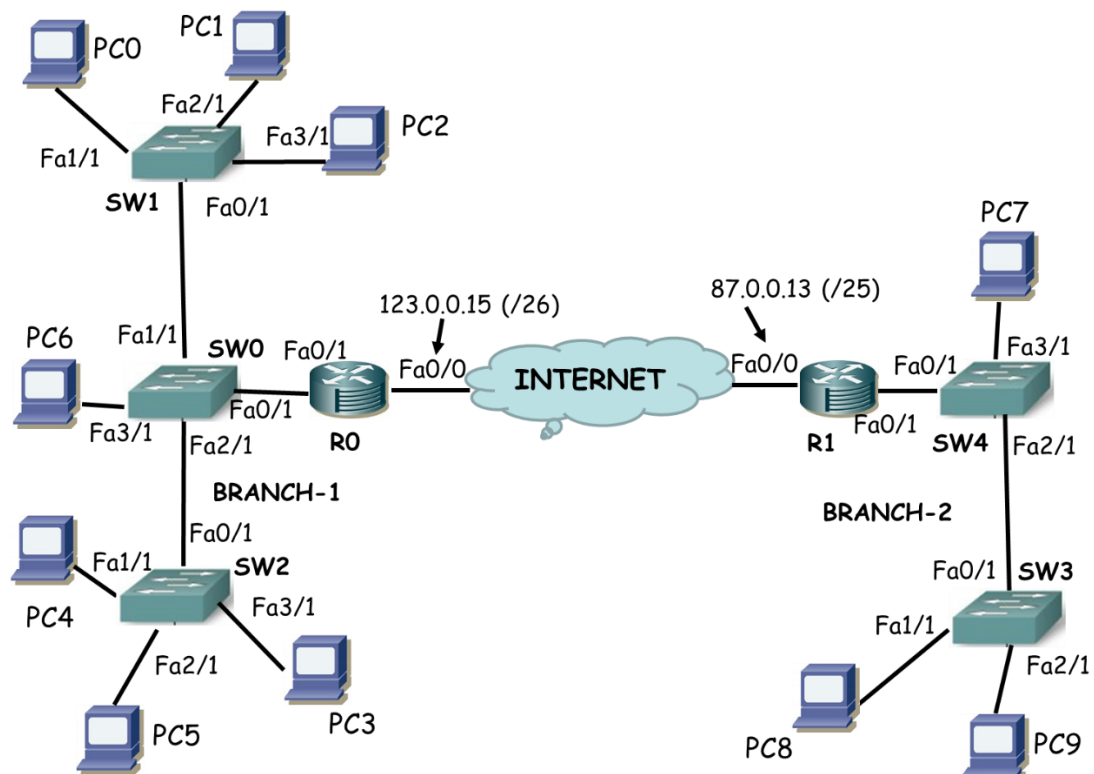 PC0
PC1
Fa2/1
PC2
Fa3/1
Fa1/1
SW1
Fa0/1
PC7
87.0.0.13 (/25)
123.0.0.15 (/26)
PC6
Fa1/1
SW0
Fa0/1
Fa0/0
INTERNET
Fa0/0
Fa0/1
Fa3/1
Fa0/1
Fa3/1
R0
R1
Fa0/1
SW4
Fa2/1
Fa2/1
BRANCH-1
BRANCH-2
Fa0/1
Fa1/1
SW2
Fa0/1
SW3
PC4
Fa3/1
Fa1/1
Fa2/1
Fa2/1
PC5
PC3
PC8
PC9